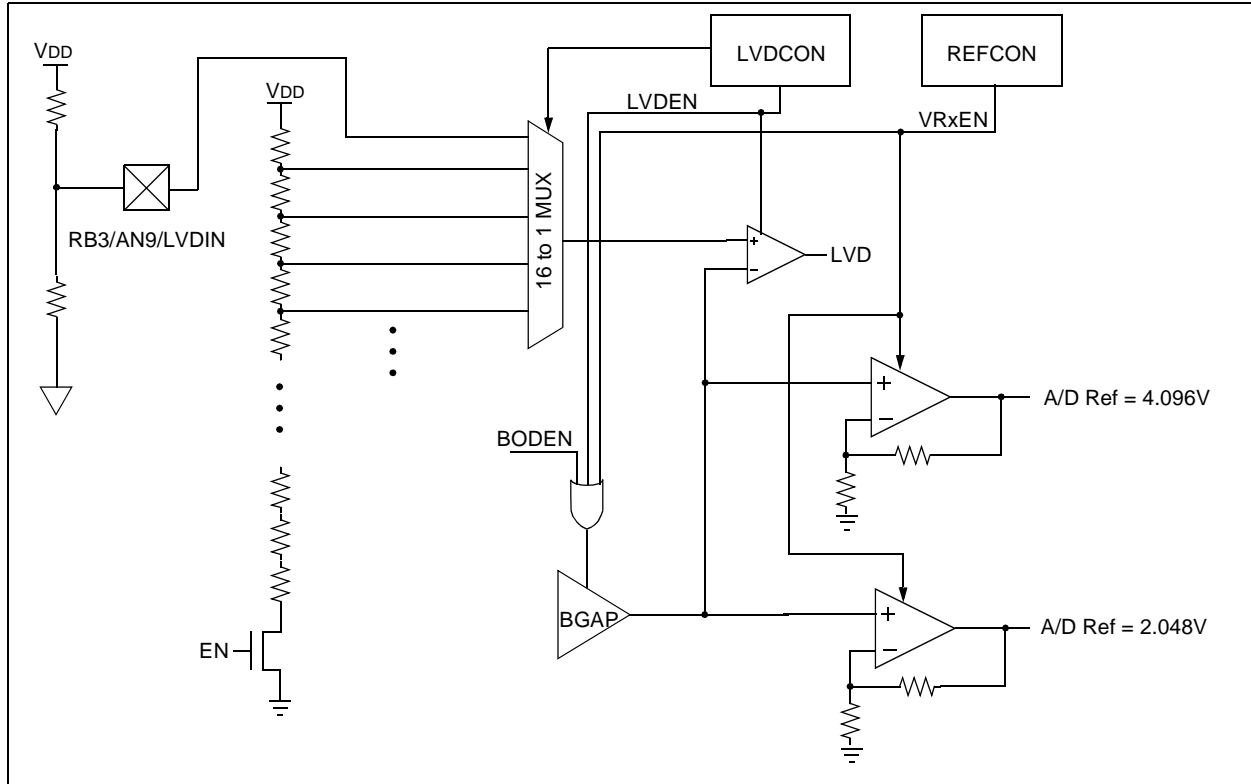 VDD
VDD
LVDCON
REFCON
LVDEN
VRxEN
RB3/AN9/LVDIN
16 to 1 MUX
+
−
LVD
+
−
A/D Ref = 4.096V
BODEN
BGAP
+
−
A/D Ref = 2.048V
EN